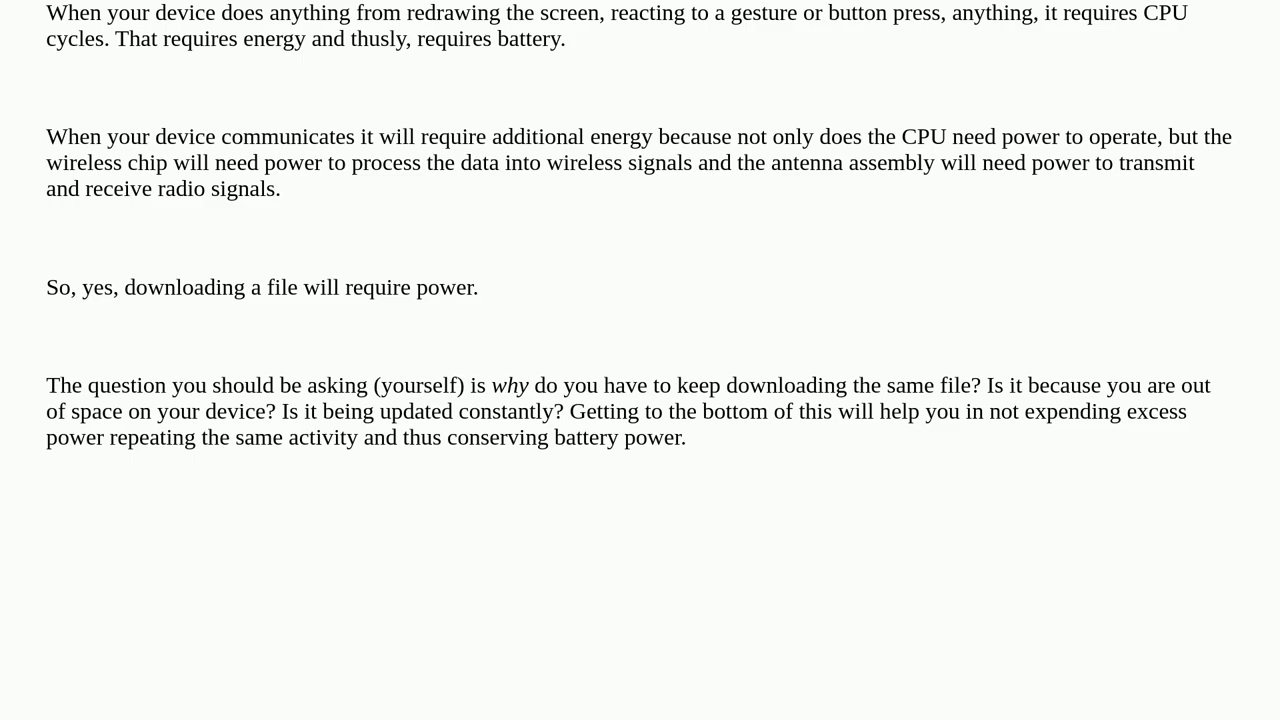 When your device does anything from redrawing the screen, reacting to a gesture or button press, anything, it requires CPU
cycles. That requires energy and thusly, requires battery.
When your device communicates it will require additional energy because not only does the CPU need power to operate, but the
wireless chip will need power to process the data into wireless signals and the antenna assembly will need power to transmit
and receive radio signals.
So, yes, downloading a file will require power.
The question you should be asking (yourself) is why do you have to keep downloading the same file? Is it because you are out
of space on your device? Is it being updated constantly? Getting to the bottom of this will help you in not expending excess
power repeating the same activity and thus conserving battery power.